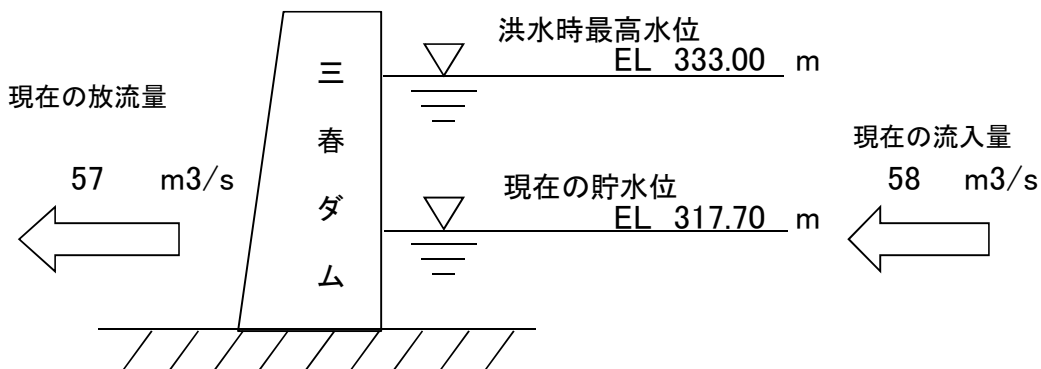 洪水時最高水位
EL 333.00 m
現在の放流量
57 m3/s
三春ダム
現在の流入量
58 m3/s
現在の貯水位
EL 317.70 m